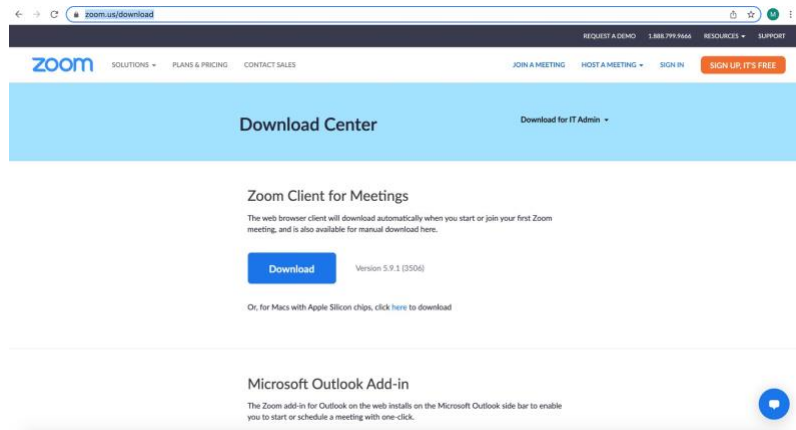 zoom.us/download
M
REQUEST A DEMO 1.888.799.9666 RESOURCES SUPPORT
zoom SOLUTIONS PLANS & PRICING CONTACT SALES JOIN A MEETING HOST A MEETING SIGN IN SIGN UP, IT'S FREE
Download Center
Download for IT Admin
Zoom Client for Meetings
The web browser client will download automatically when you start or join your first Zoom
meeting, and is also available for manual download here.
Download Version 5.9.1 (3506)
Or, for Macs with Apple Silicon chips, click here to download
Microsoft Outlook Add-in
The Zoom add-in for Outlook on the web installs on the Microsoft Outlook side bar to enable
you to start or schedule a meeting with one-click.